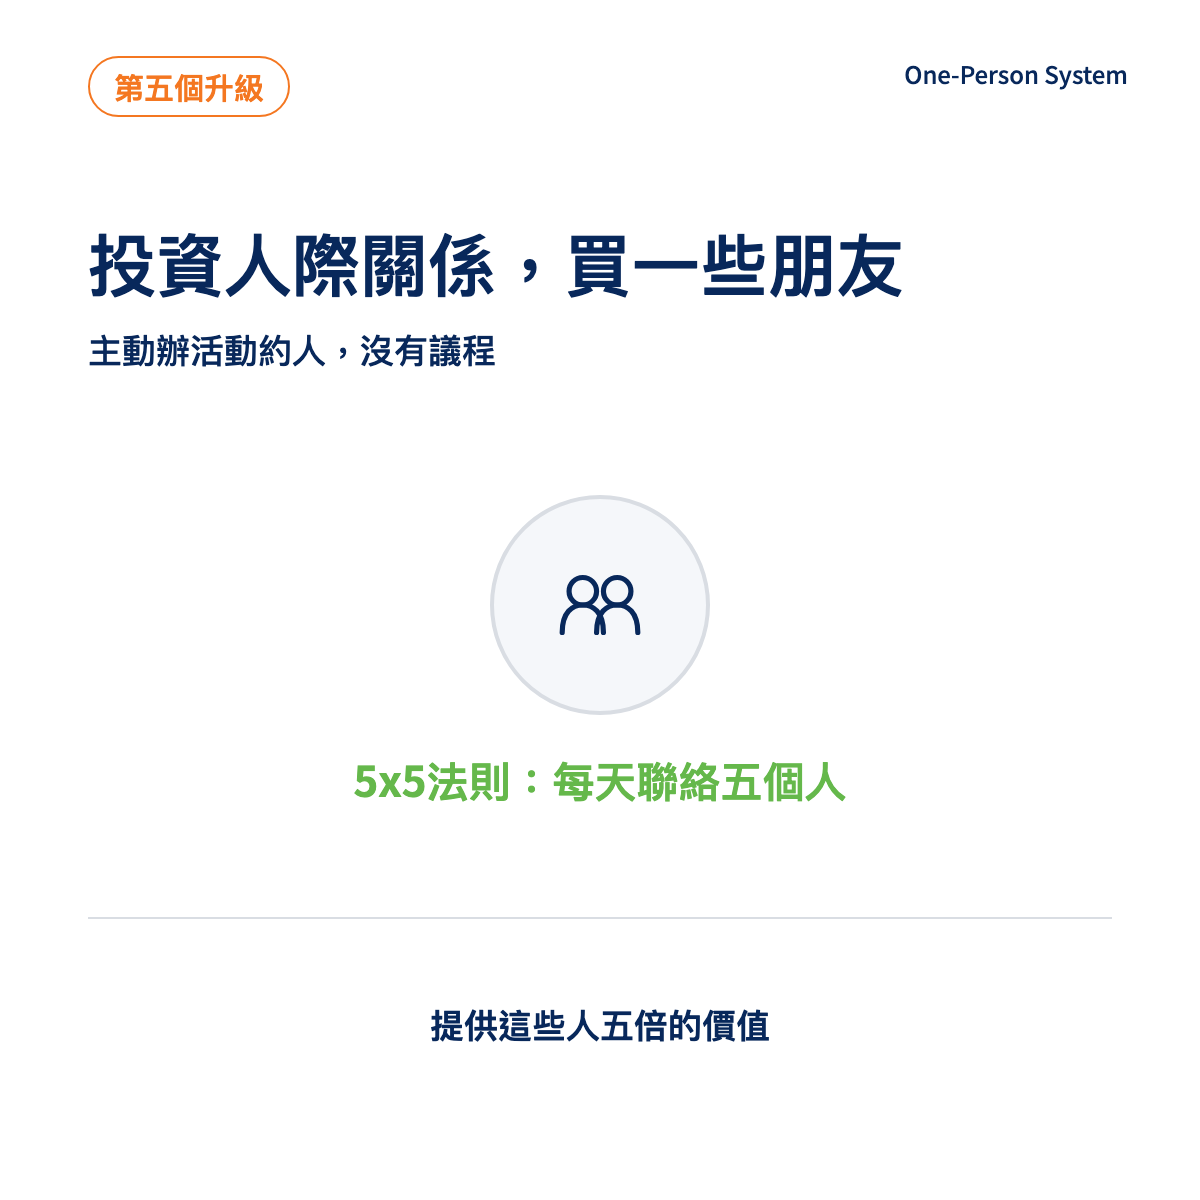 第五個升級
One-Person System
投資人際關係，買一些朋友
主動辦活動約人，沒有議程
5x5法則：每天聯絡五個人
提供這些人五倍的價值